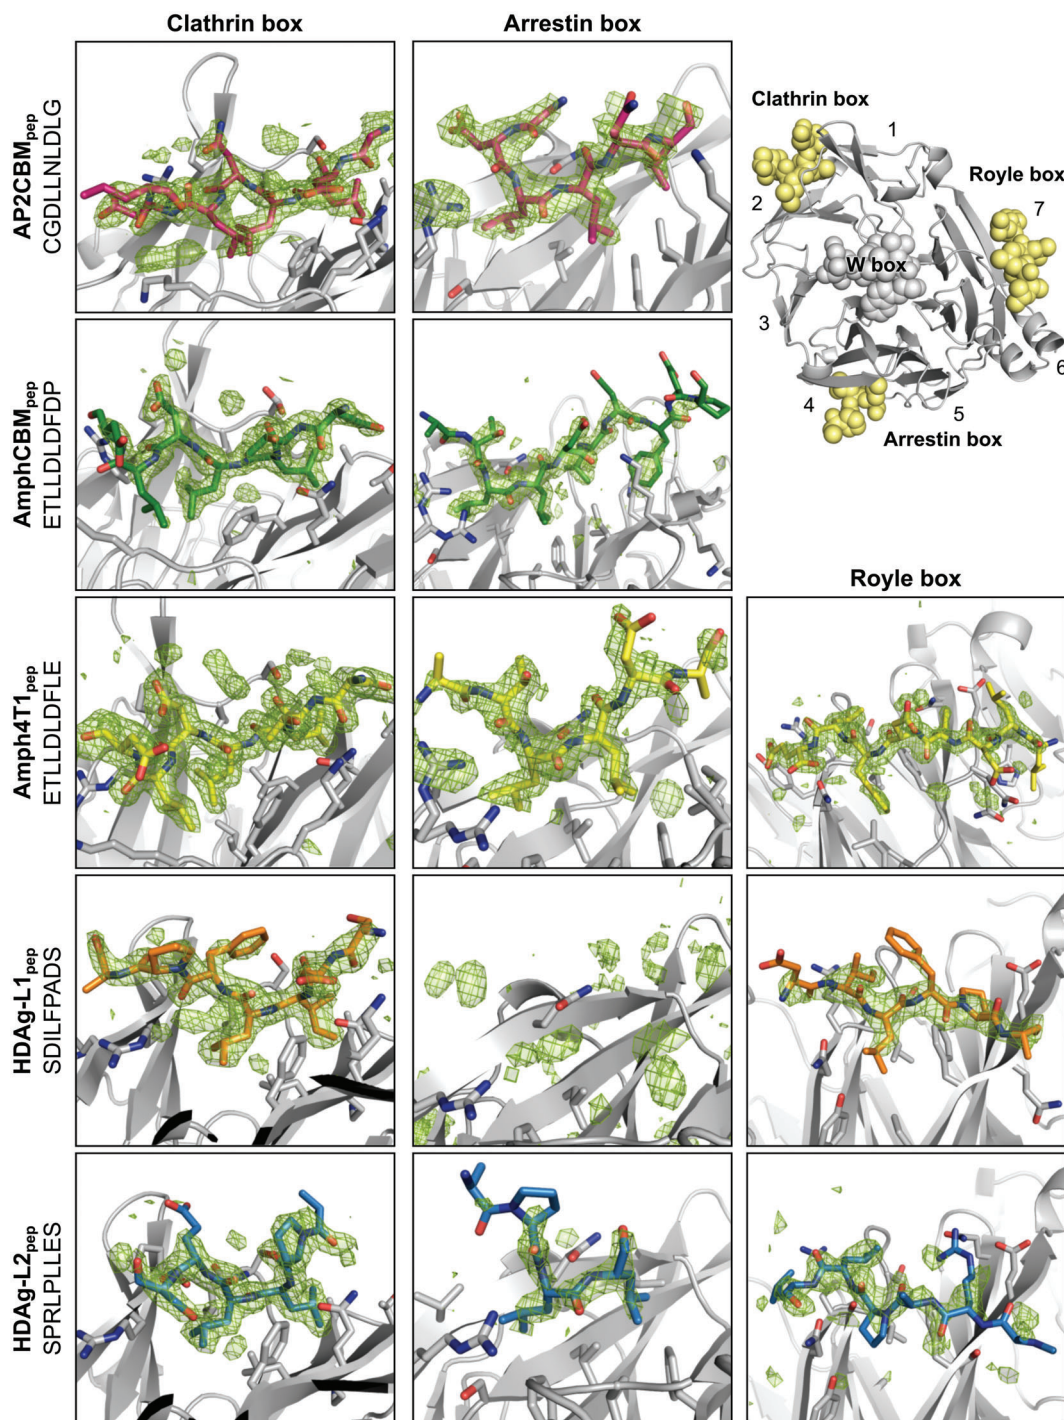 Clathrin box
Arrestin box
AP2CBMpep
CGDLLNLDLG
Clathrin box
1
Royle box
2
7
W box
3
6
4
5
Arrestin box
AmphCBMpep
ETLLDLDFDP
Royle box
Amph4T1pep
ETLLDLDFLE
HDAg-L1pep
SDILFPADS
HDAg-L2pep
SPRLPLLES